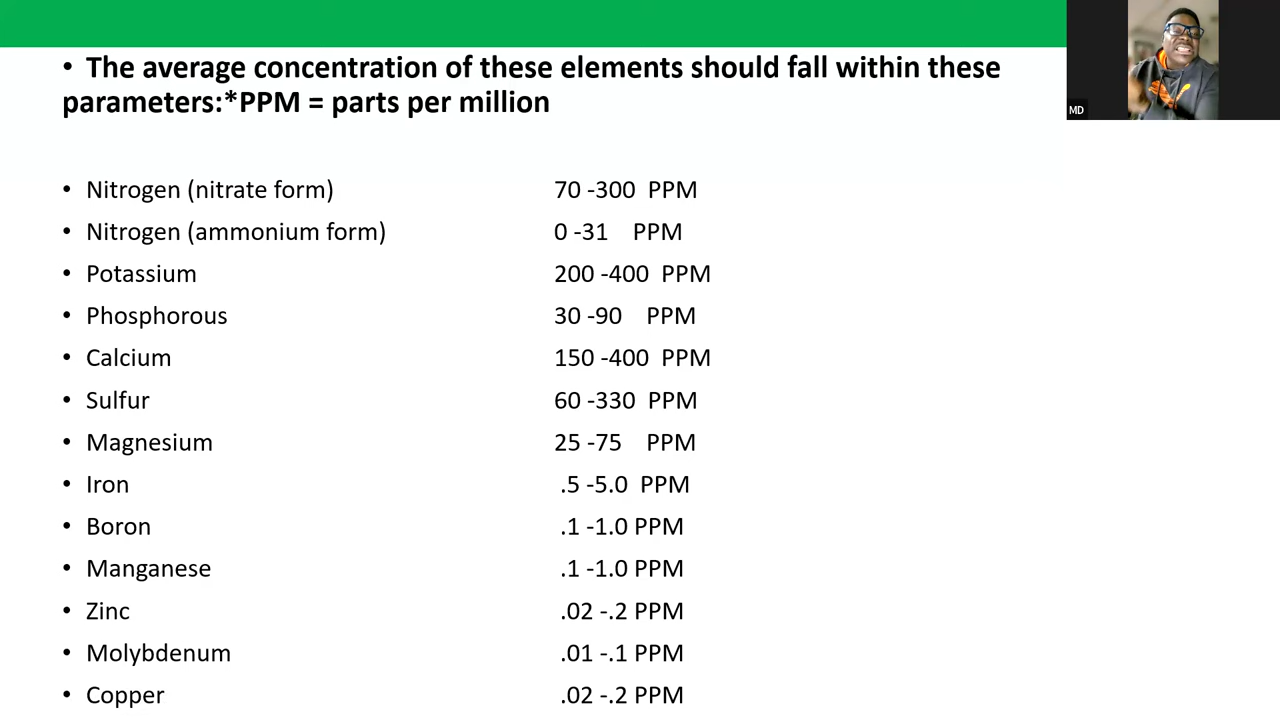 • The average concentration of these elements should fall within these
parameters:*PPM = parts per million
MD
• Nitrogen (nitrate form) 70 -300 PPM
• Nitrogen (ammonium form) 0 -31 PPM
• Potassium 200 -400 PPM
• Phosphorous 30 -90 PPM
• Calcium 150 -400 PPM
• Sulfur 60 -330 PPM
• Magnesium 25 -75 PPM
• Iron .5 -5.0 PPM
• Boron .1 -1.0 PPM
• Manganese .1 -1.0 PPM
• Zinc .02 -.2 PPM
• Molybdenum .01 -.1 PPM
• Copper .02 -.2 PPM